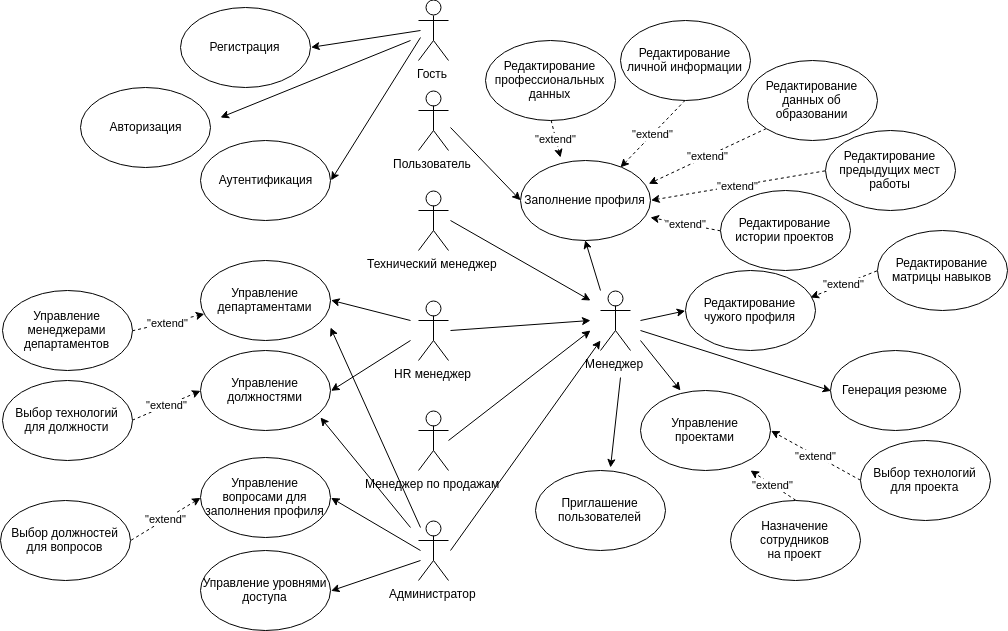 Регистрация
Гость
Авторизация
Аутентификация
Пользователь
Редактирование
профессиональных
данных
Редактирование
личной информации
Редактирование
данных об
образовании
Редактирование
предыдущих мест
работы
Редактирование
истории проектов
"extend"
"extend"
"extend"
"extend"
"extend"
Заполнение профиля
Технический менеджер
Редактирование
матрицы навыков
"extend"
Редактирование
чужого профиля
Управление
департаментами
Управление
менеджерами
департаментов
"extend"
HR менеджер
Менеджер
Генерация резюме
Управление
должностями
Выбор технологий
для должности
"extend"
Управление
проектами
"extend"
Выбор технологий
для проекта
"extend"
Назначение
сотрудников
на проект
Менеджер по продажам
Приглашение
пользователей
Управление
вопросами для
заполнения профиля
Выбор должностей
для вопросов
"extend"
Управление уровнями
доступа
Администратор